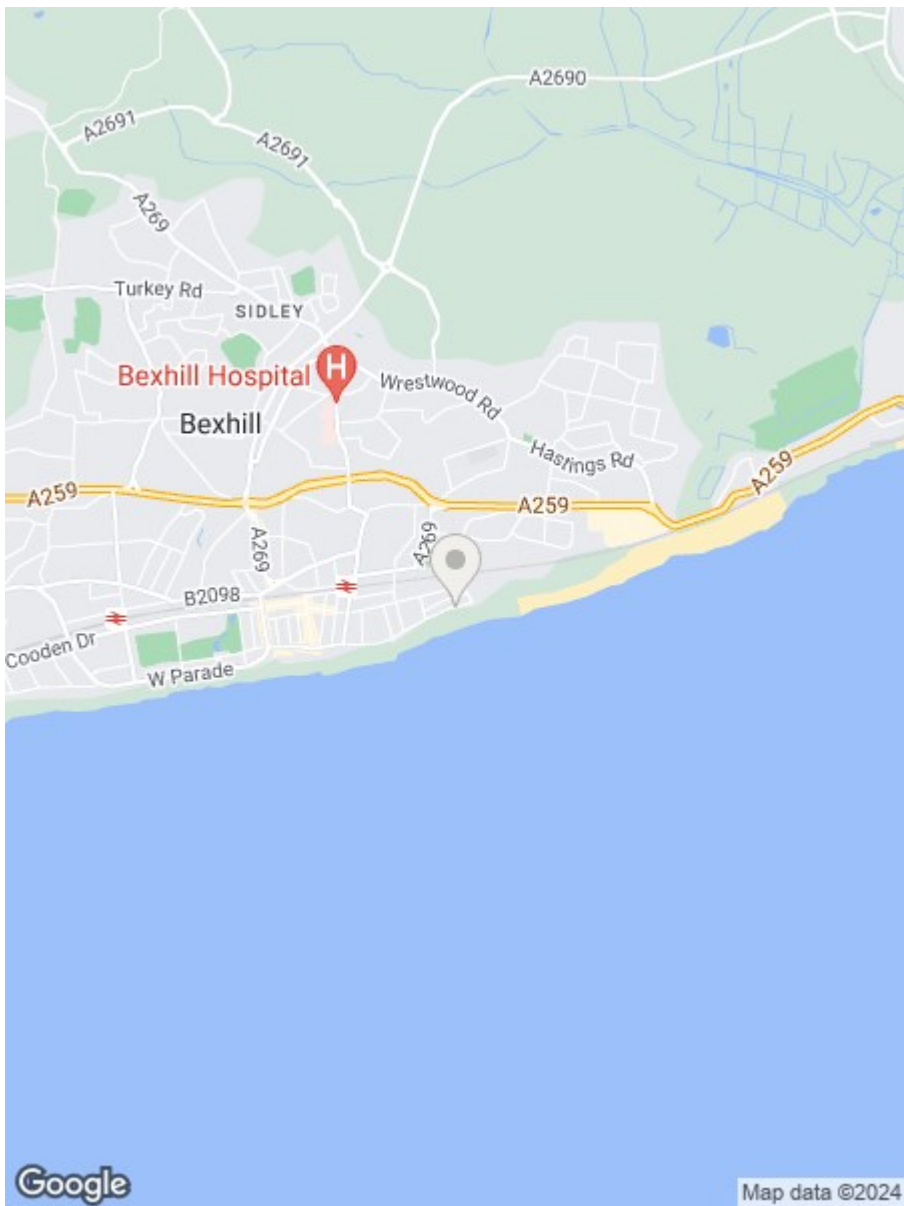 A2690
A2691
A2691
A269
Turkey Rd
SIDLEY
H
Bexhill Hospital
Wrestwood Rd
Bexhill
Hastings Rd
A259
A259
A259
A269
A269
B2098
Cooden Dr
W Parade
Google
Map data ©2024